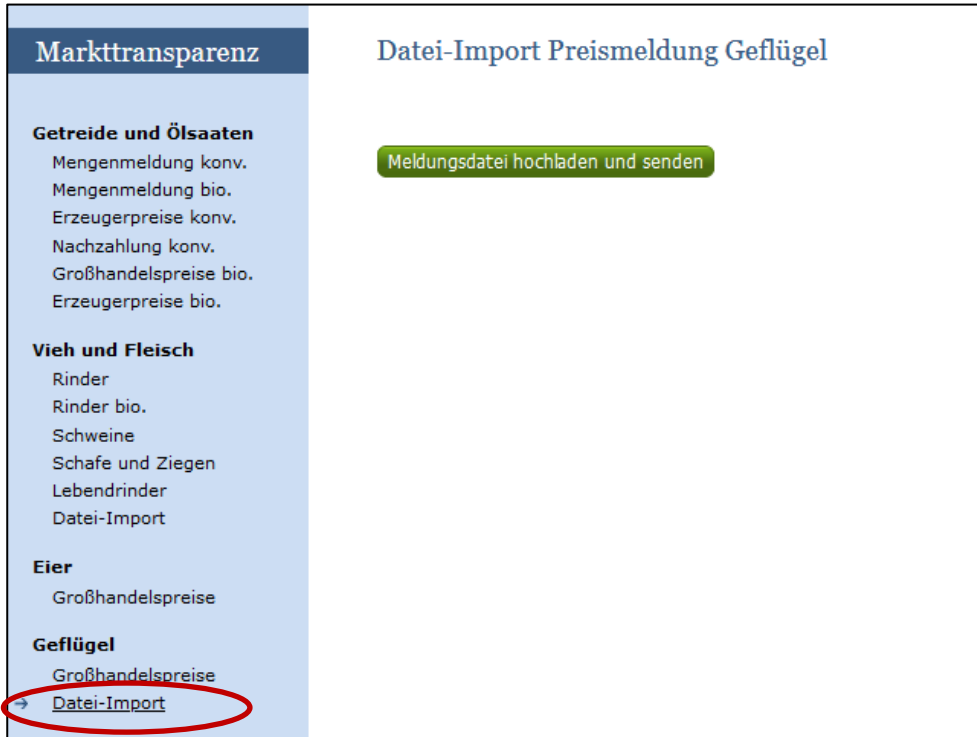 Markttransparenz
Getreide und Ölsaaten
Mengenmeldung konv.
Mengenmeldung bio.
Erzeugerpreise konv.
Nachzahlung konv.
Großhandelspreise bio.
Erzeugerpreise bio.
Vieh und Fleisch
Rinder
Rinder bio.
Schweine
Schafe und Ziegen
Lebendrinder
Datei-Import
Eier
Großhandelspreise
Geflügel
Großhandelspreise
Datei-Import
Datei-Import Preismeldung Geflügel
Meldungsdatei hochladen und senden